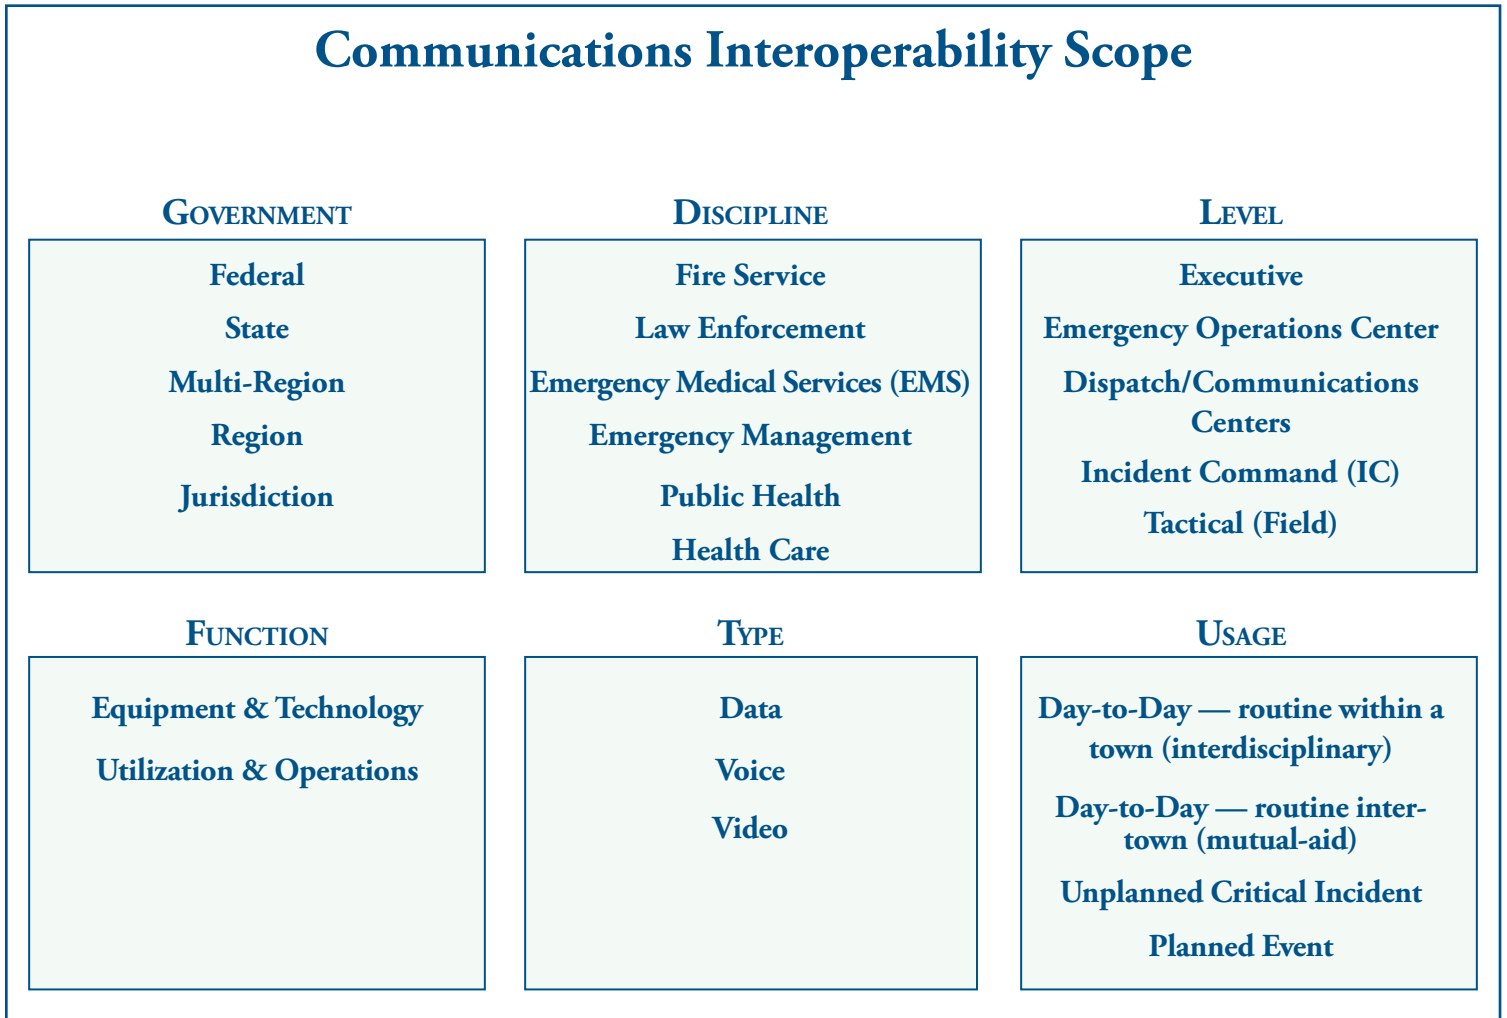 Communications Interoperability Scope
Government
Federal
State
Multi-Region
Region
Jurisdiction
Discipline
Fire Service
Law Enforcement
Emergency Medical Services (EMS)
Emergency Management
Public Health
Health Care
Level
Executive
Emergency Operations Center
Dispatch/Communications
Centers
Incident Command (IC)
Tactical (Field)
Function
Equipment & Technology
Utilization & Operations
Type
Data
Voice
Video
Usage
Day-to-Day — routine within a
town (interdisciplinary)
Day-to-Day — routine inter-
town (mutual-aid)
Unplanned Critical Incident
Planned Event